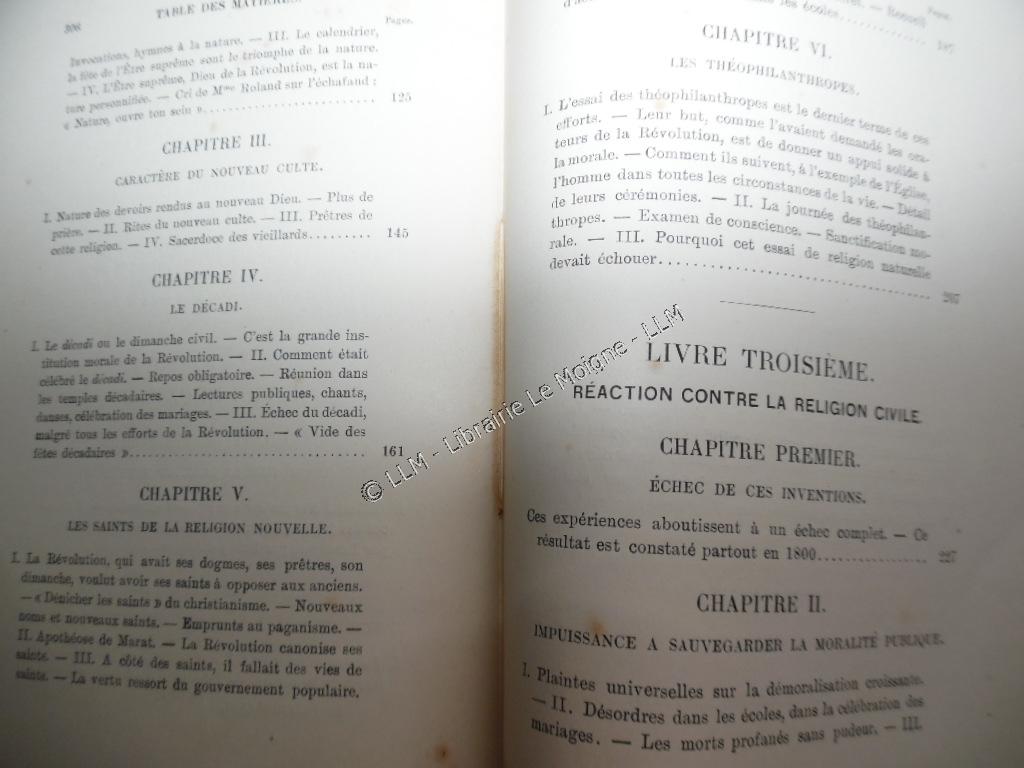 308
TABLE DES MATIÈRES.
Pages.
Invocations, hymnes à la nature. — III. Le calendrier,
la fête de l'Être suprême sont le triomphe de la nature.
— IV. L'Être suprême, Dieu de la Révolution, est la na-
ture personnifiée. — Cri de Mme Roland sur l'échafaud :
« Nature, ouvre ton sein » 125
CHAPITRE III.
CARACTÈRE DU NOUVEAU CULTE.
I. Nature des devoirs rendus au nouveau Dieu. — Plus de
prière. — II. Rites du nouveau culte. — III. Prêtres de
cette religion. — IV. Sacerdoce des vieillards......... 145
CHAPITRE IV.
LE DÉCADI.
I. Le décadi ou le dimanche civil. — C'est la grande ins-
titution morale de la Révolution. — II. Comment était
célébré le décadi. — Repos obligatoire. — Réunion dans
les temples décadaires. — Lectures publiques, chants,
danses, célébration des mariages. — III. Échec du décadi,
malgré tous les efforts de la Révolution. — « Vide des
fêtes décadaires »................................. 161
CHAPITRE V.
LES SAINTS DE LA RELIGION NOUVELLE.
I. La Révolution, qui avait ses dogmes, ses prêtres, son
dimanche, voulut avoir ses saints à opposer aux anciens.
— « Dénicher les saints » du christianisme. — Nouveaux
noms et nouveaux saints. — Emprunts au paganisme. —
II. Apothéose de Marat. — La Révolution canonise ses
saints. — III. A côté des saints, il fallait des vies de
saints. — La vertu ressort du gouvernement populaire.
— Recueil
les écoles 187
CHAPITRE VI.
LES THÉOPHILANTHROPES.
I. L'essai des théophilanthropes est le dernier terme de ces
efforts. — Leur but, comme l'avaient demandé les ora-
teurs de la Révolution, est de donner un appui solide à
la morale. — Comment ils suivent, à l'exemple de l'Église,
l'homme dans toutes les circonstances de la vie. — Détail
de leurs cérémonies. — II. La journée des théophilan-
thropes. — Examen de conscience. — Sanctification mo-
rale. — III. Pourquoi cet essai de religion naturelle
devait échouer................................. 207
LIVRE TROISIÈME.
RÉACTION CONTRE LA RELIGION CIVILE.
CHAPITRE PREMIER.
ÉCHEC DE CES INVENTIONS.
Ces expériences aboutissent à un échec complet. — Ce
résultat est constaté partout en 1800................ 227
CHAPITRE II.
IMPUISSANCE A SAUVEGARDER LA MORALITÉ PUBLIQUE.
I. Plaintes universelles sur la démoralisation croissante.
— II. Désordres dans les écoles, dans la célébration des
mariages. — Les morts profanés sans pudeur. — III.
© LLM - Librairie Le Moigne - LLM